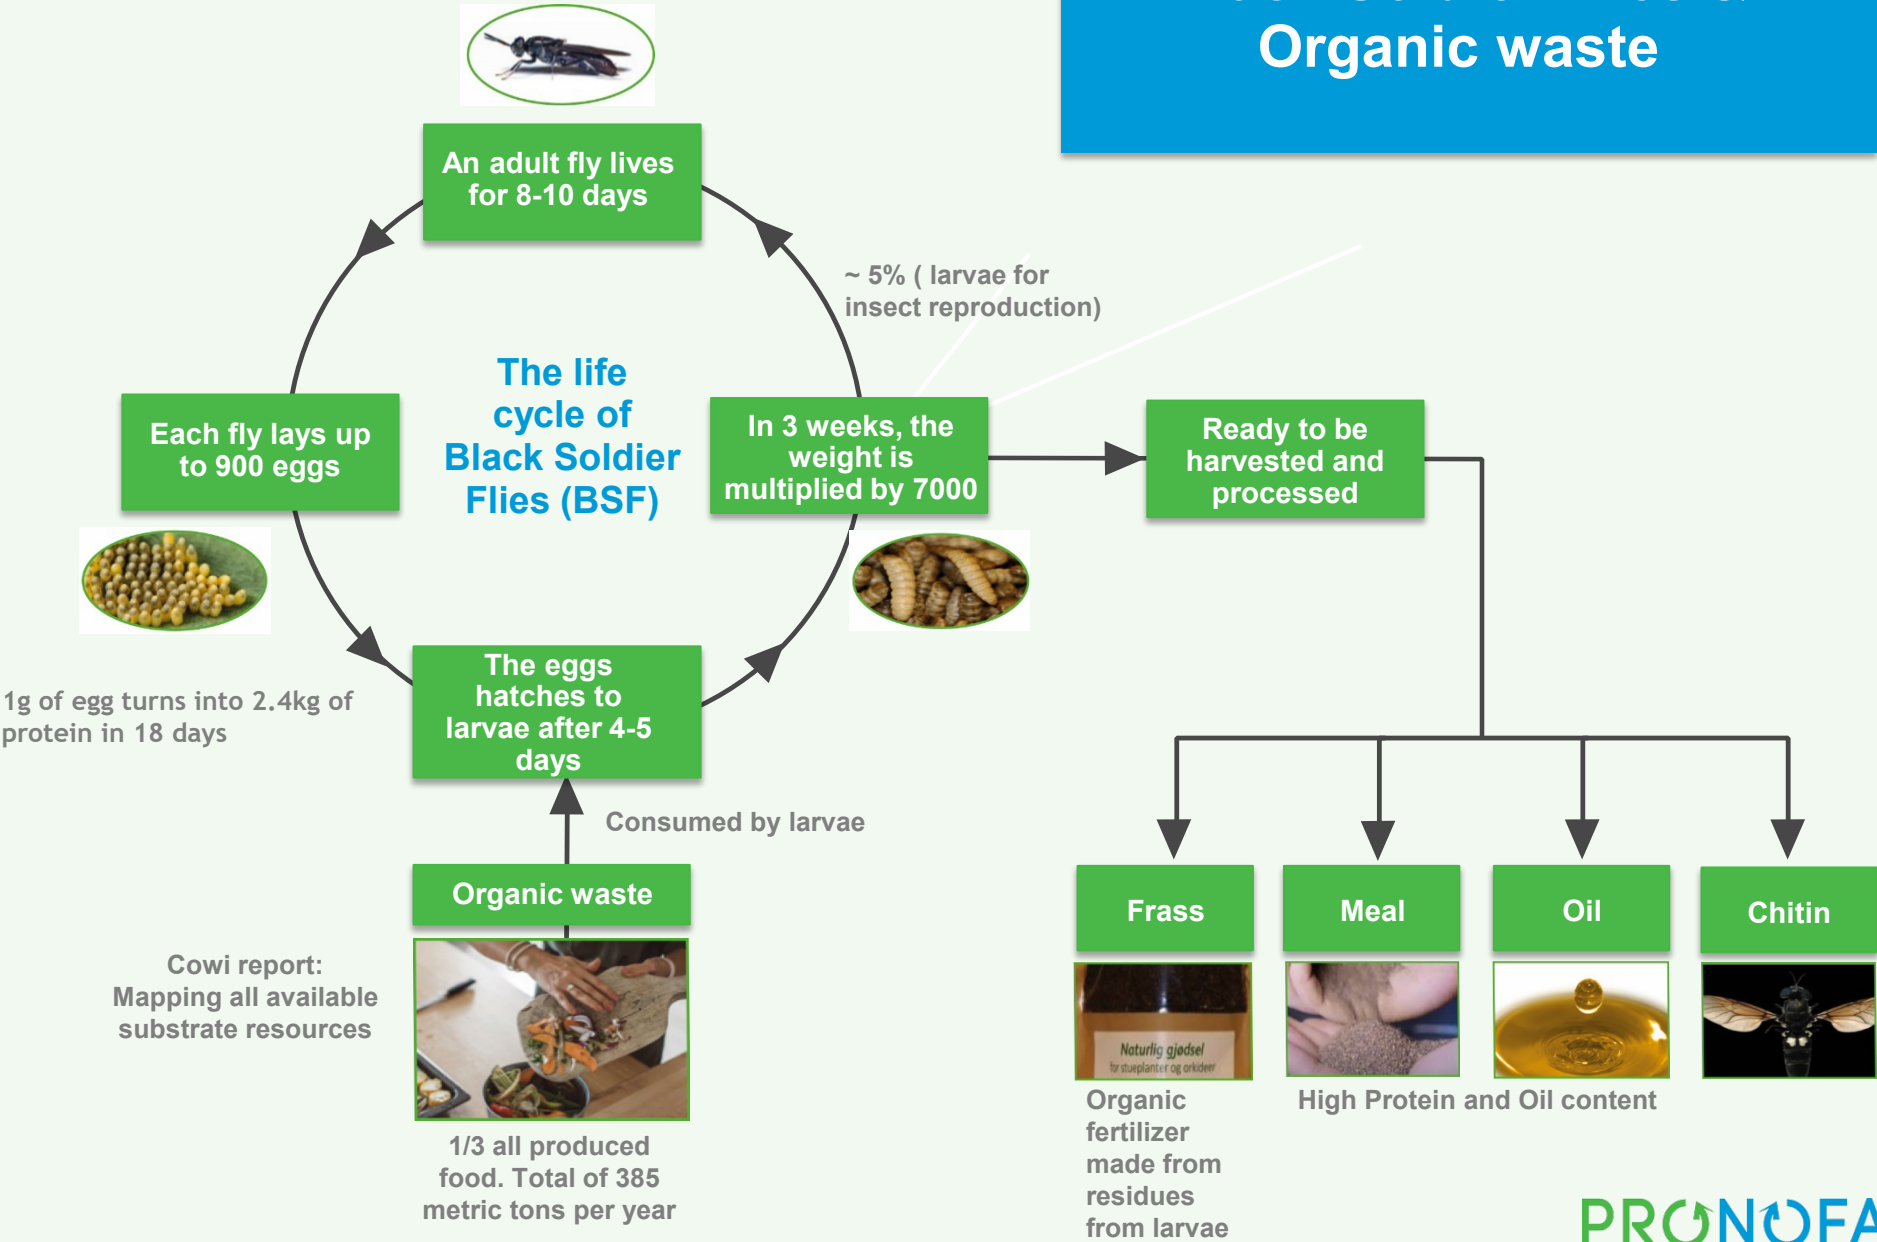 Organic waste
An adult fly lives
for 8-10 days
~ 5% ( larvae for
insect reproduction)
The life
cycle of
Black Soldier
Flies (BSF)
Each fly lays up
to 900 eggs
In 3 weeks, the
weight is
multiplied by 7000
Ready to be
harvested and
processed
The eggs
hatches to
larvae after 4-5
days
1g of egg turns into 2.4kg of
protein in 18 days
Consumed by larvae
Organic waste
Cowi report:
Mapping all available
substrate resources
1/3 all produced
food. Total of 385
metric tons per year
Frass
Meal
Oil
Chitin
Naturlig gjødsel
for stueplanter og orkideer
Organic
fertilizer
made from
residues
from larvae
High Protein and Oil content
PRONOFA